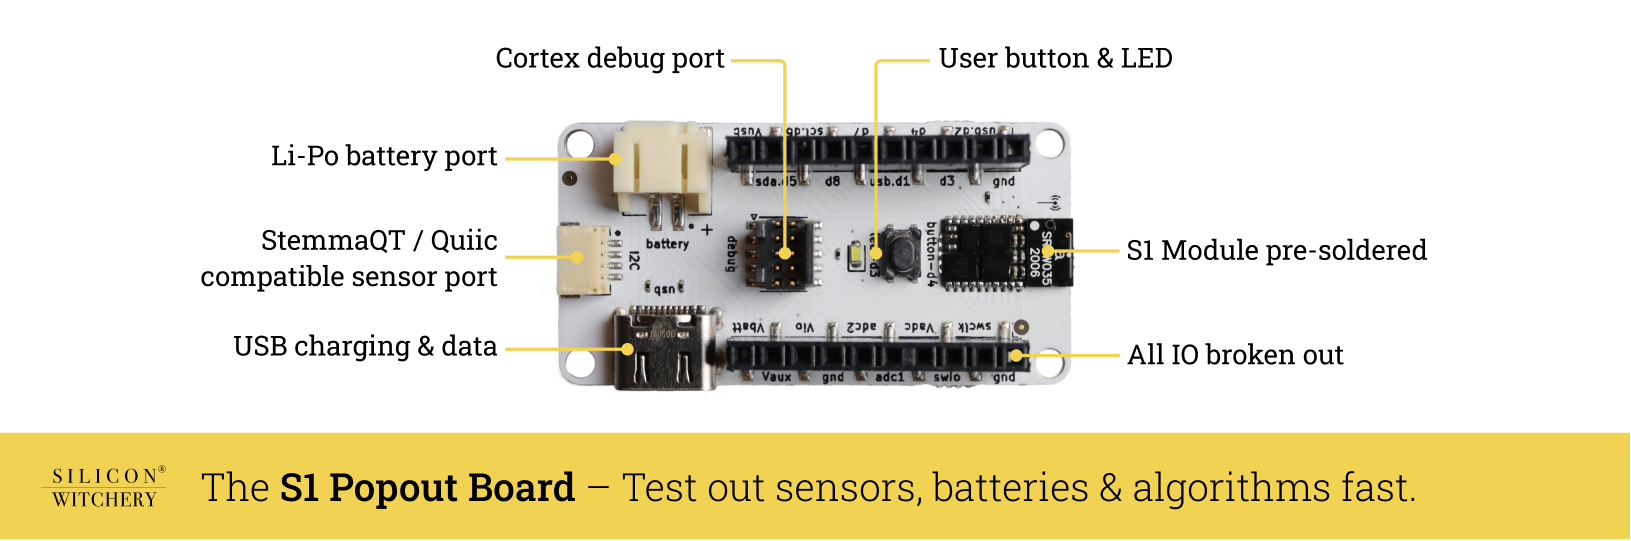 Cortex debug port
User button & LED
Li-Po battery port
StemmaQT / Quiic
compatible sensor port
USB charging & data
S1 Module pre-soldered
All IO broken out
scl.d6
d7
d4
usb.d2
sda.d5
d8
usb.d1
d3
gnd
battery
+
I2C
debug
usb
button-d4
2006
Vbatt
Vio
adc2
Vadc
swclk
Vaux
gnd
adc1
swio
gnd
SILICON®
WITCHERY
The S1 Popout Board – Test out sensors, batteries & algorithms fast.